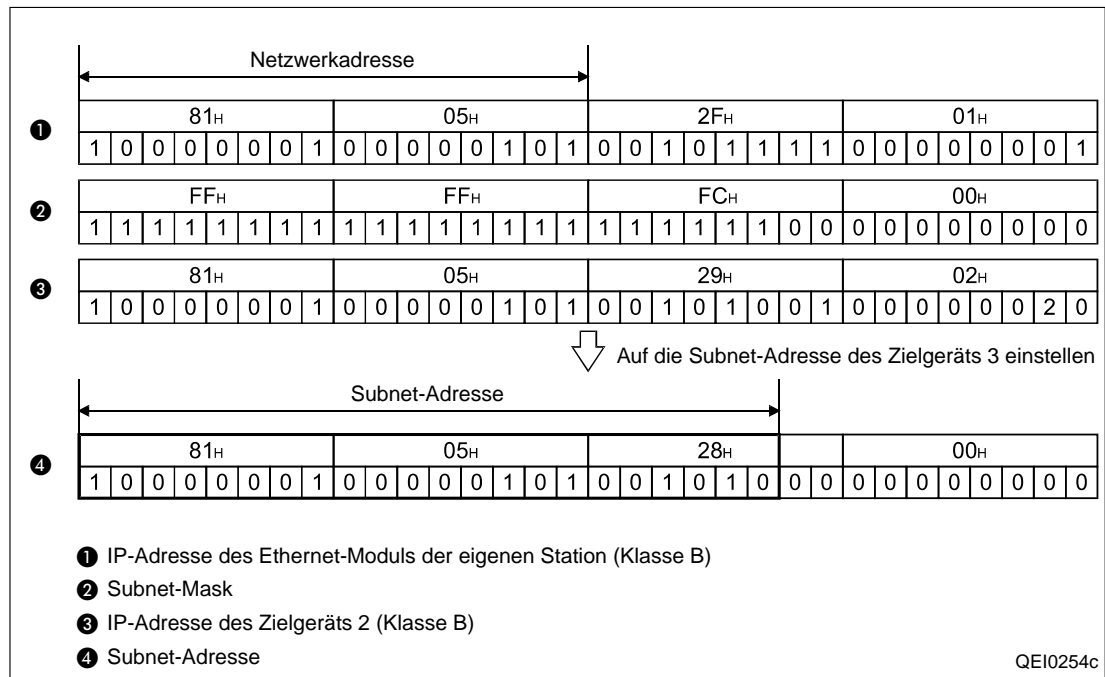 Netzwerkadresse
❶ 81H 05H 2FH 01H
1 0 0 0 0 0 0 1 0 0 0 0 0 1 0 1 0 0 1 0 1 1 1 1 0 0 0 0 0 0 0 1
❷ FFH FFH FCH 00H
1 1 1 1 1 1 1 1 1 1 1 1 1 1 1 1 1 1 1 1 1 1 0 0 0 0 0 0 0 0 0 0
❸ 81H 05H 29H 02H
1 0 0 0 0 0 0 1 0 0 0 0 0 1 0 1 0 0 1 0 1 0 0 1 0 0 0 0 0 0 2 0
Auf die Subnet-Adresse des Zielgeräts 3 einstellen
Subnet-Adresse
❹ 81H 05H 28H 00H
1 0 0 0 0 0 0 1 0 0 0 0 0 1 0 1 0 0 1 0 1 0 0 0 0 0 0 0 0 0 0 0
❶ IP-Adresse des Ethernet-Moduls der eigenen Station (Klasse B)
❷ Subnet-Mask
❸ IP-Adresse des Zielgeräts 2 (Klasse B)
❹ Subnet-Adresse
QEI0254c